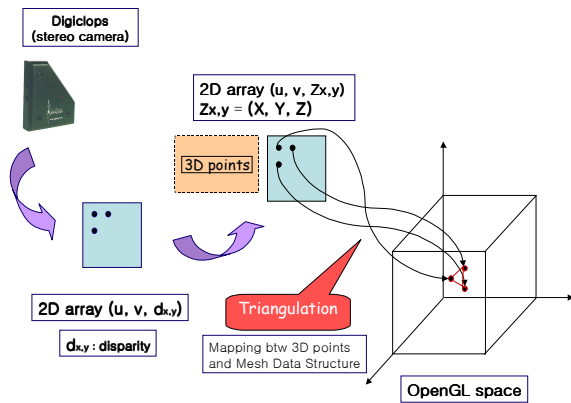 Digiclops
(stereo camera)
2D array (u, v, Zx,y)
Zx,y = (X, Y, Z)
3D points
2D array (u, v, dx,y)
dx,y : disparity
Triangulation
Mapping btw 3D points
and Mesh Data Structure
OpenGL space